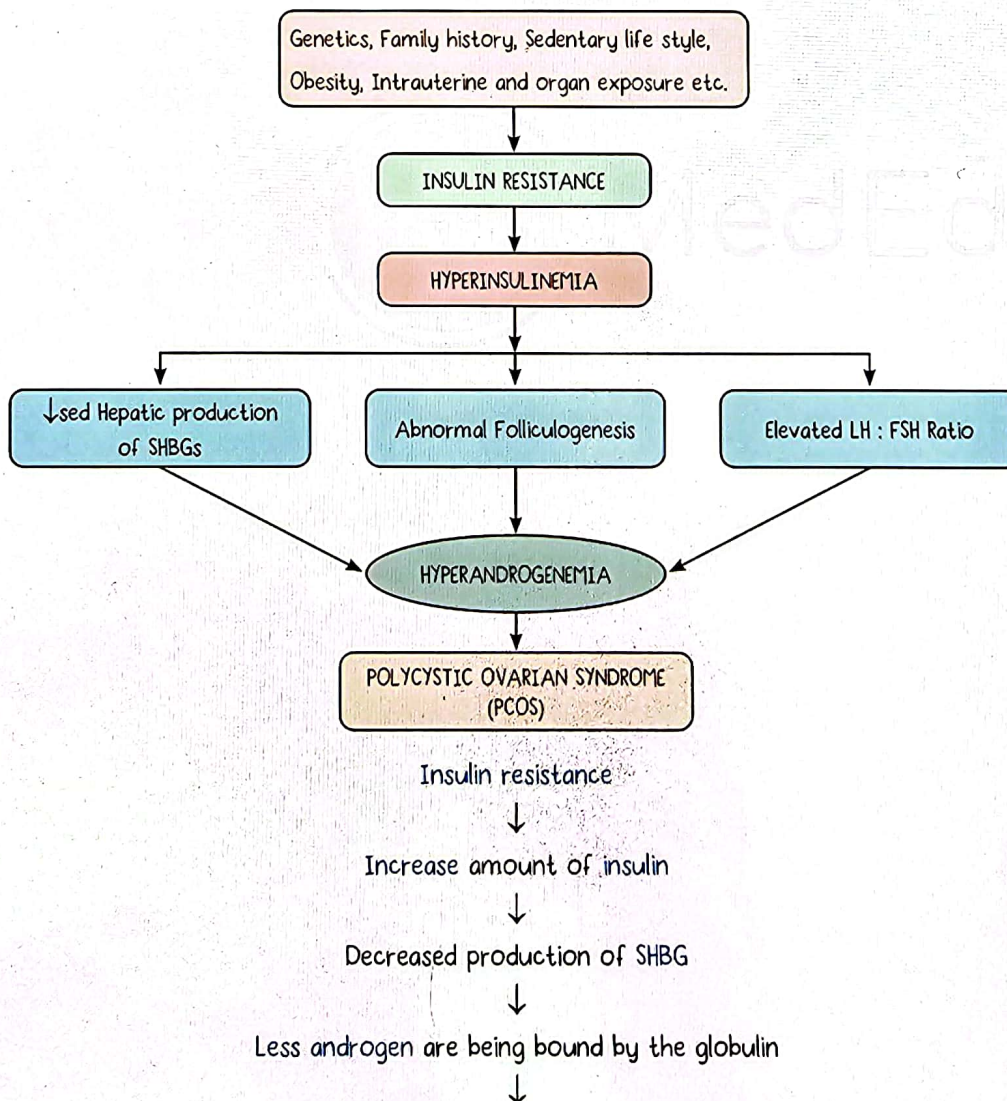 Genetics, Family history, Sedentary life style,
Obesity, Intrauterine and organ exposure etc.
INSULIN RESISTANCE
HYPERINSULINEMIA
↓sed Hepatic production
of SHBGs
Abnormal Folliculogenesis
Elevated LH : FSH Ratio
HYPERANDROGENEMIA
POLYCYSTIC OVARIAN SYNDROME
(PCOS)
Insulin resistance
↓
Increase amount of insulin
↓
Decreased production of SHBG
↓
Less androgen are being bound by the globulin
↓